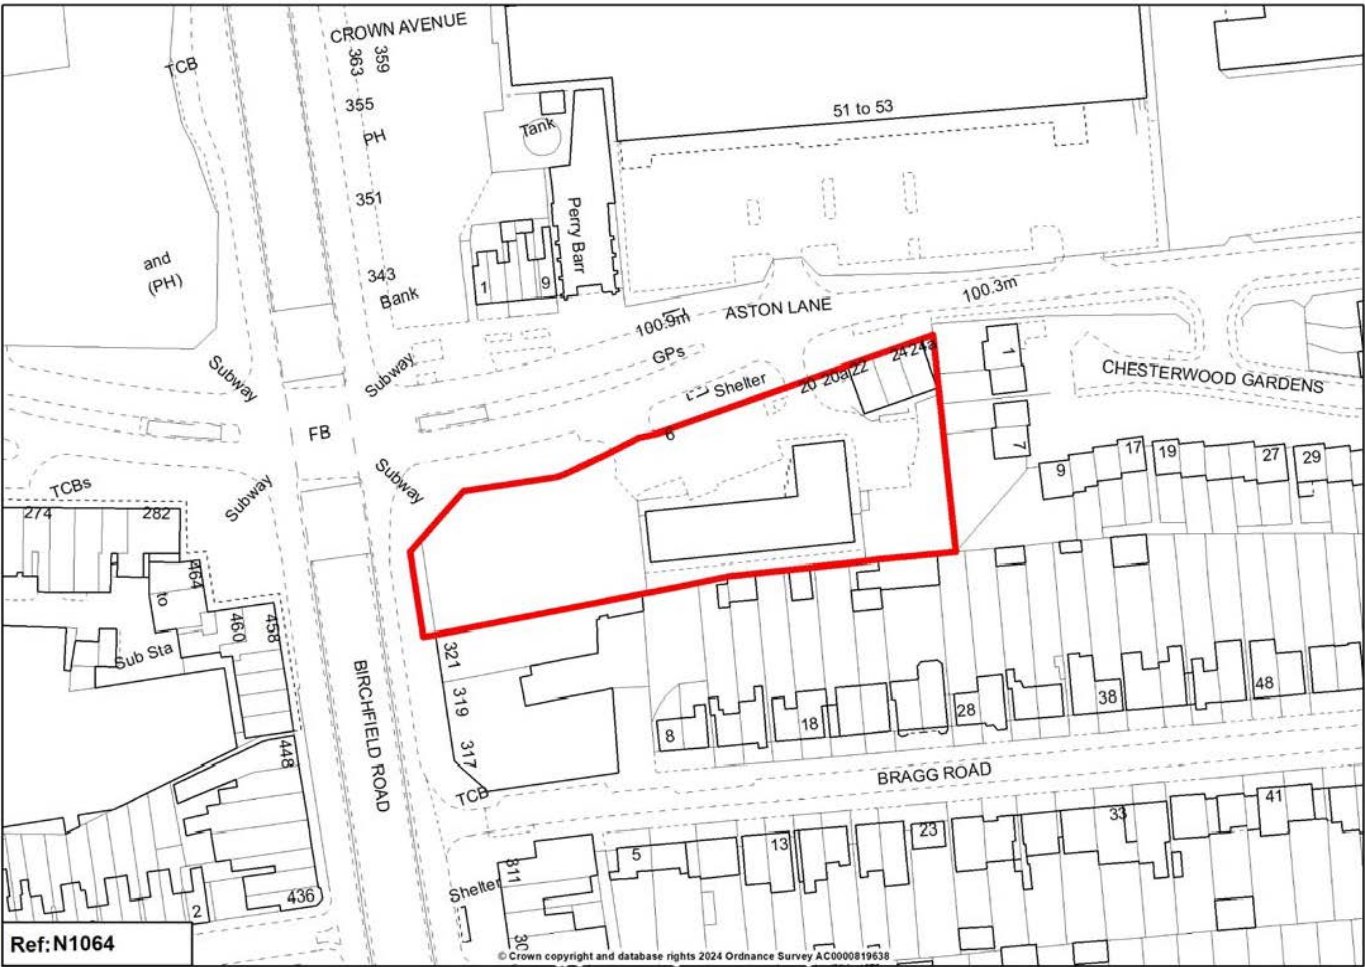 CROWN AVENUE
TCB
363
359
355
PH
351
343
Bank
Tank
Perry Barr
1
9
51 to 53
and
(PH)
100.9m
ASTON LANE
100.3m
GPs
Shelter
20
20a
22
24
24a
6
1
7
CHESTERWOOD GARDENS
9
17
19
27
29
Subway
Subway
FB
Subway
Subway
TCBs
274
282
464
to
460
458
Sub Sta
448
436
2
BIRCHFIELD ROAD
321
319
317
TCB
8
18
28
38
48
BRAGG ROAD
5
13
23
33
41
311
Shelter
30
Ref:N1064
© Crown copyright and database rights 2024 Ordnance Survey AC0000819638